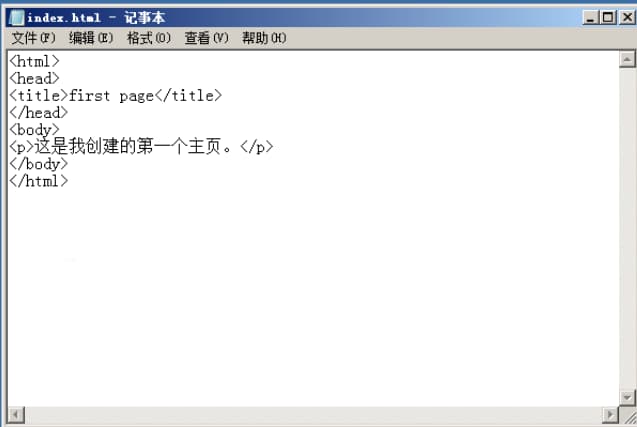 index.html - 记事本
文件(F) 编辑(E) 格式(O) 查看(V) 帮助(H)
<html>
<head>
<title>first page</title>
</head>
<body>
<p>这是我创建的第一个主页。</p>
</body>
</html>